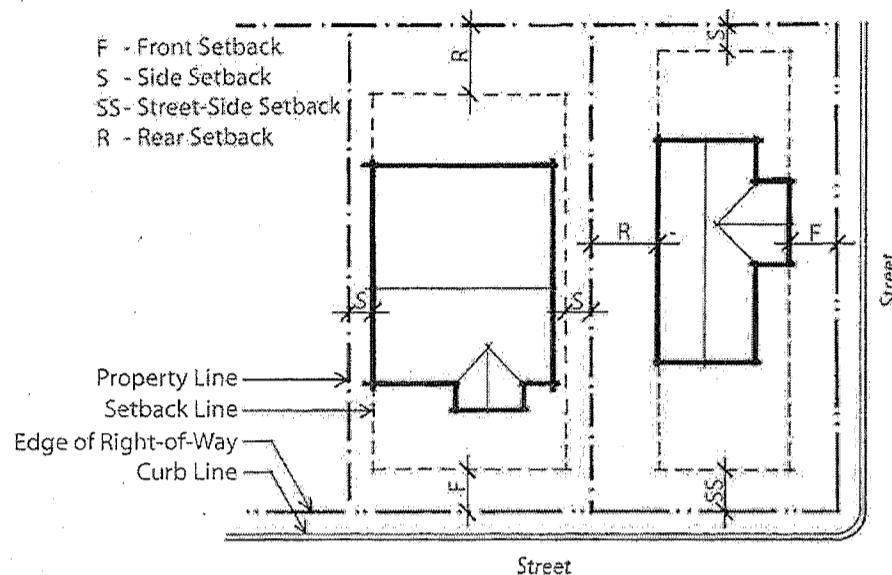 F - Front Setback
S - Side Setback
SS- Street-Side Setback
R - Rear Setback
R
S
R
F
S
S
Street
Property Line
Setback Line
Edge of Right-of-Way
Curb Line
F
SS
Street